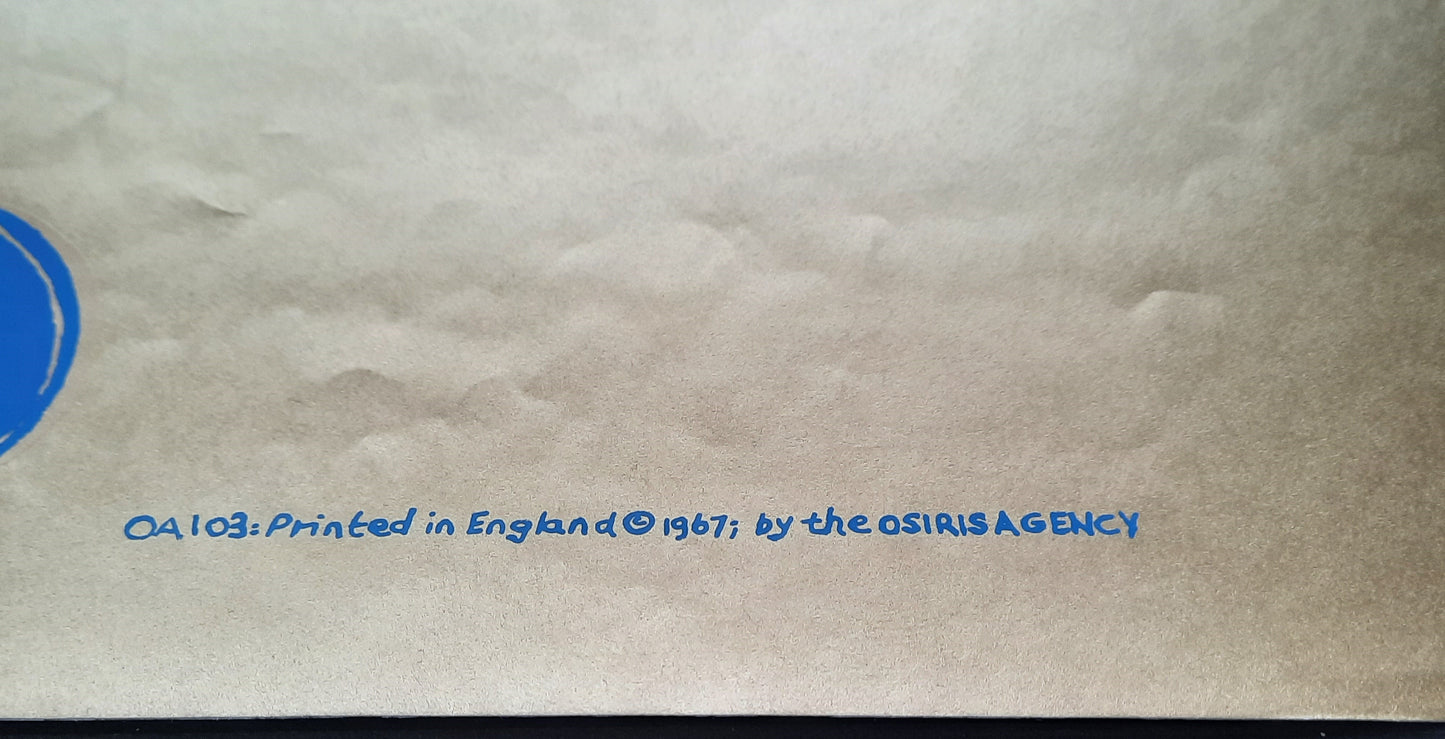 OA103: Printed in England © 1967; by the OSIRIS AGENCY